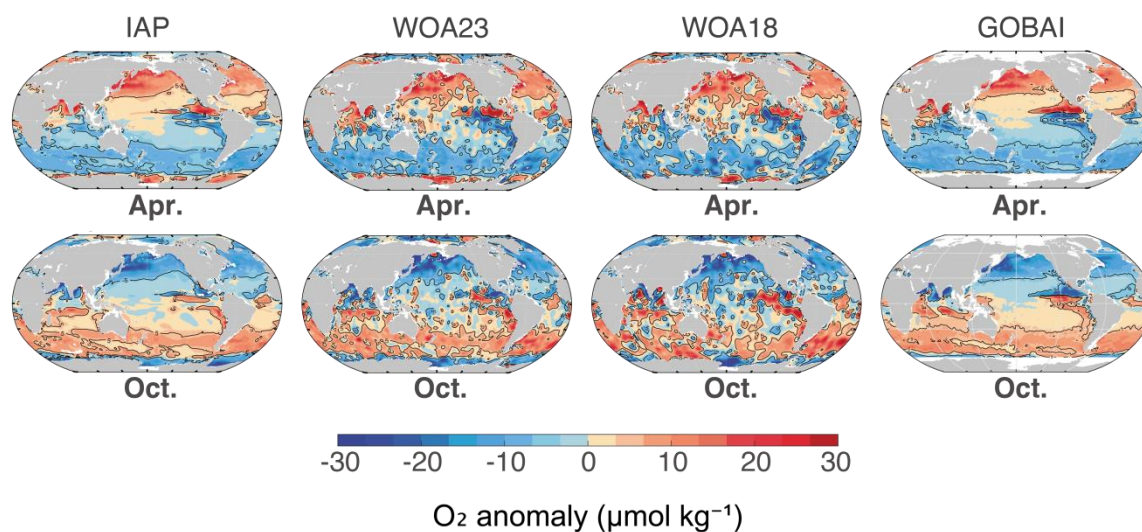 IAP WOA23 WOA18 GOBAI
Apr. Apr. Apr. Apr.
Oct. Oct. Oct. Oct.
-30 -20 -10 0 10 20 30
O₂ anomaly (μmol kg⁻¹)